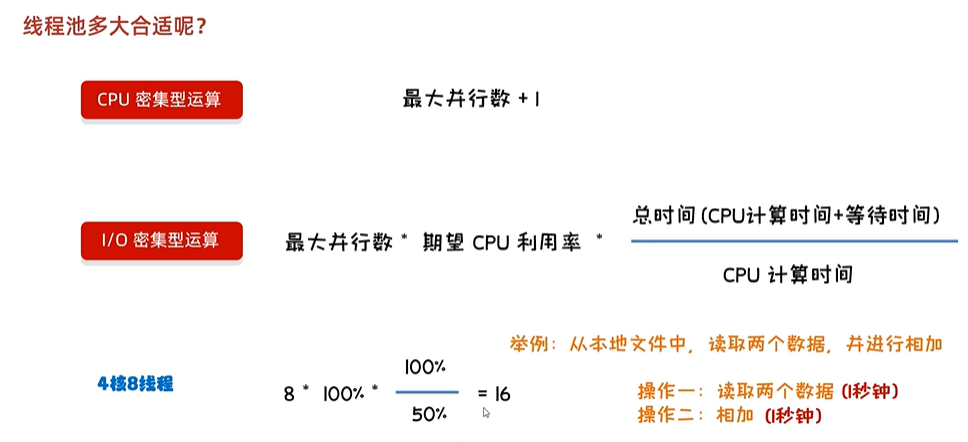 线程池多大合适呢？
CPU 密集型运算
最大并行数 + 1
I/O 密集型运算
最大并行数 * 期望 CPU 利用率 *
总时间(CPU计算时间+等待时间)
CPU 计算时间
举例：从本地文件中，读取两个数据，并进行相加
4核8线程
8 * 100% *
100%
50%
= 16
操作一：读取两个数据 (1秒钟)
操作二：相加 (1秒钟)